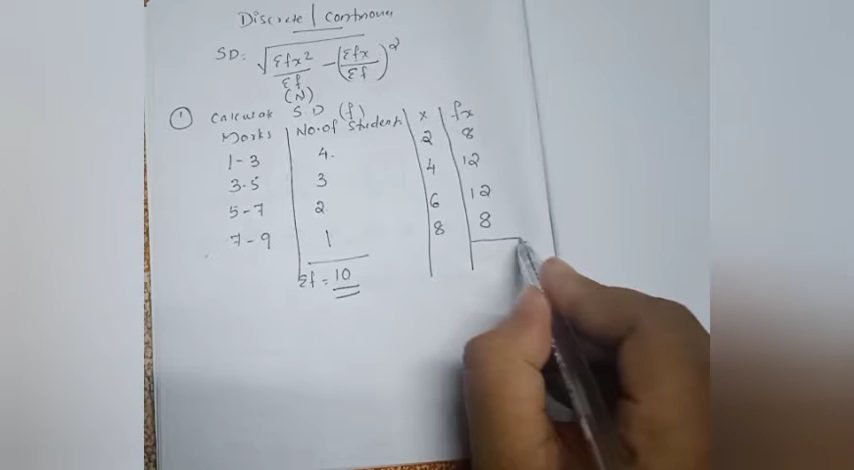 Discrete | Continous
SD: √ Σfx² / Σf (N) - (Σfx / Σf)²
① Calculate S.D
Marks | No. of Students (f) | x | fx
1-3 | 4 | 2 | 8
3-5 | 3 | 4 | 12
5-7 | 2 | 6 | 12
7-9 | 1 | 8 | 8
Σf = 10